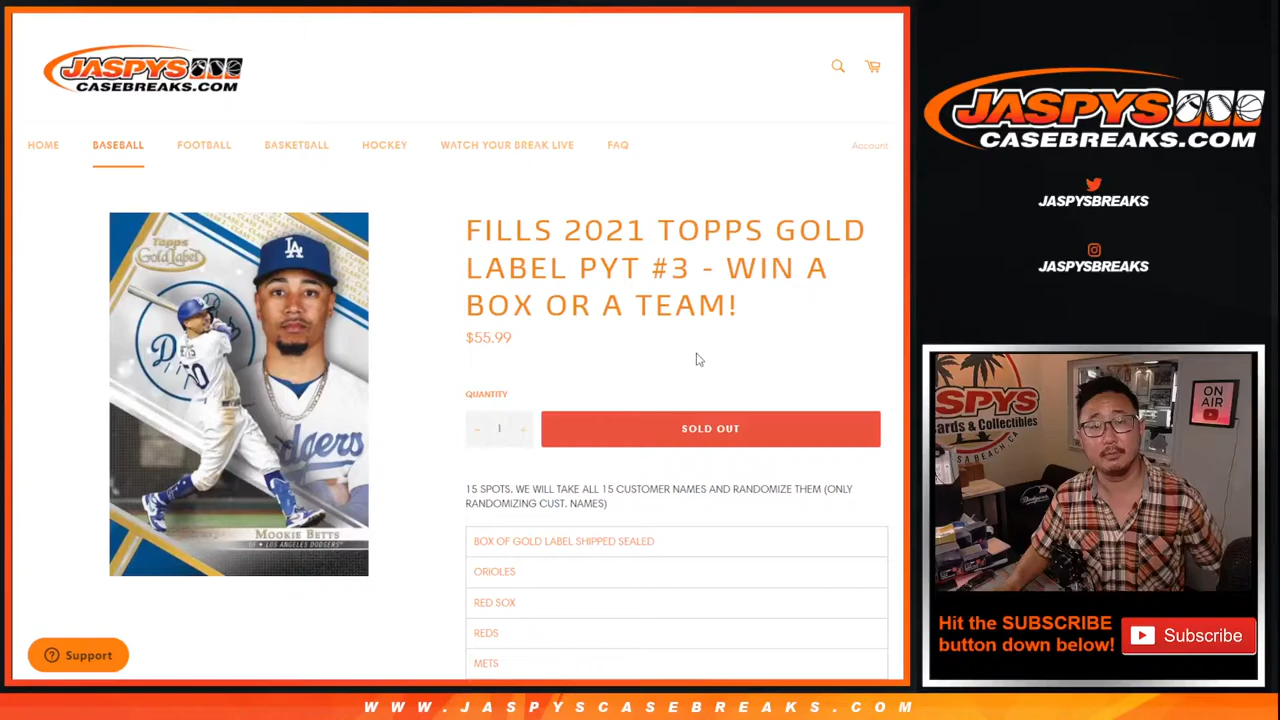 JASPYS
CASEBREAKS.COM
HOME
BASEBALL
FOOTBALL
BASKETBALL
HOCKEY
WATCH YOUR BREAK LIVE
FAQ
Account
Topps
Gold Label
MOOKIE BETTS
LOS ANGELES DODGERS
FILLS 2021 TOPPS GOLD
LABEL PYT #3 - WIN A
BOX OR A TEAM!
$55.99
QUANTITY
- 1 +
SOLD OUT
15 SPOTS. WE WILL TAKE ALL 15 CUSTOMER NAMES AND RANDOMIZE THEM (ONLY
RANDOMIZING CUST. NAMES)
BOX OF GOLD LABEL SHIPPED SEALED
ORIOLES
RED SOX
REDS
METS
Support
JASPYS
CASEBREAKS.COM
JASPYSBREAKS
JASPYSBREAKS
ON
AIR
Hit the SUBSCRIBE
button down below!
Subscribe
WWW.JASPYSCASEBREAKS.COM